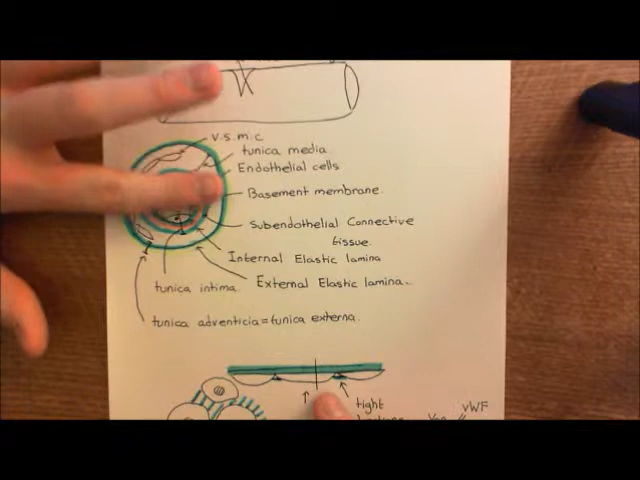 V.S.M.C
tunica media
Endothelial cells
Basement membrane
Subendothelial Connective
tissue.
Internal Elastic lamina
External Elastic lamina.
tunica intima
tunica adventicia = tunica externa.
tight
vWF